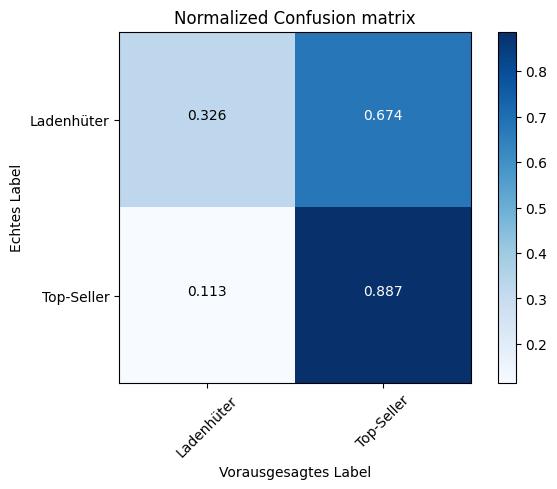 Normalized Confusion matrix
Echtes Label
Ladenhüter
0.326
0.674
Top-Seller
0.113
0.887
Ladenhüter
Top-Seller
Vorausgesagtes Label
0.8
0.7
0.6
0.5
0.4
0.3
0.2